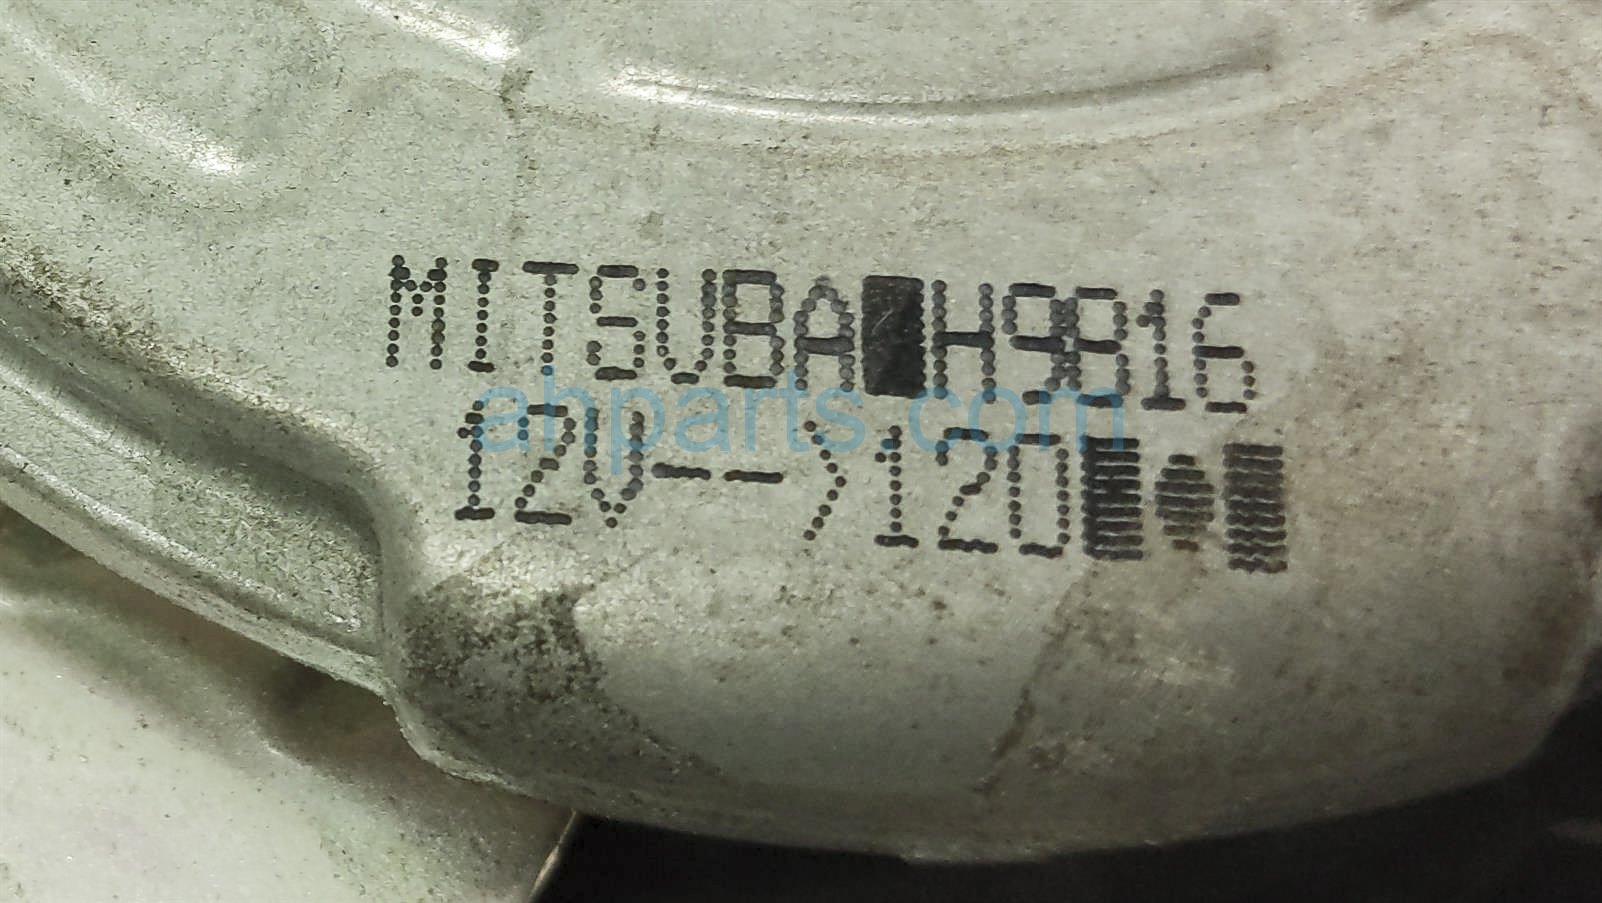 MITSUBA█H9816
12V-->120
ahparts.com